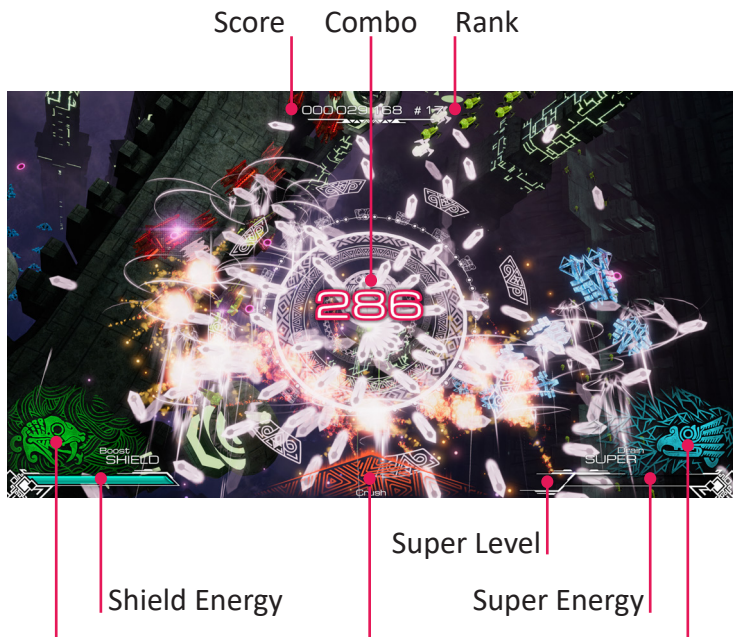 Score Combo Rank
286
Boost
SHIELD
Drain
SUPER
Crush
Super Level
Shield Energy Super Energy